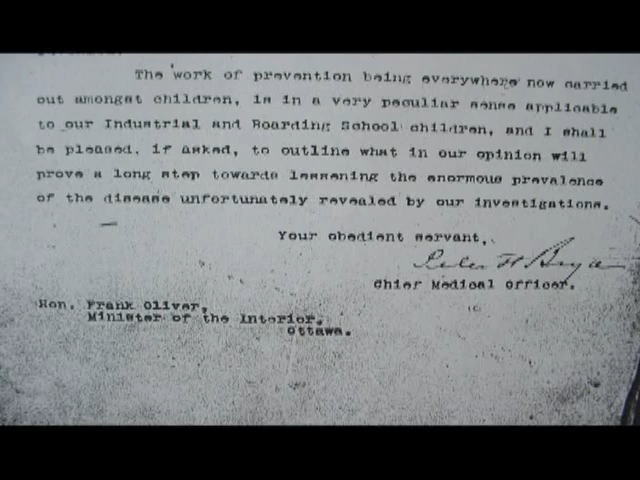 The work of prevention being everywhere now carried
out amongst children, is in a very peculiar sense applicable
to our Industrial and Boarding School children, and I shall
be pleased, if asked, to outline what in our opinion will
prove a long step towards lessening the enormous prevalence
of the disease unfortunately revealed by our investigations.
Your obedient servant,
Peter H Bryce
Chief Medical Officer.
Hon. Frank Oliver,
Minister of the Interior,
Ottawa.